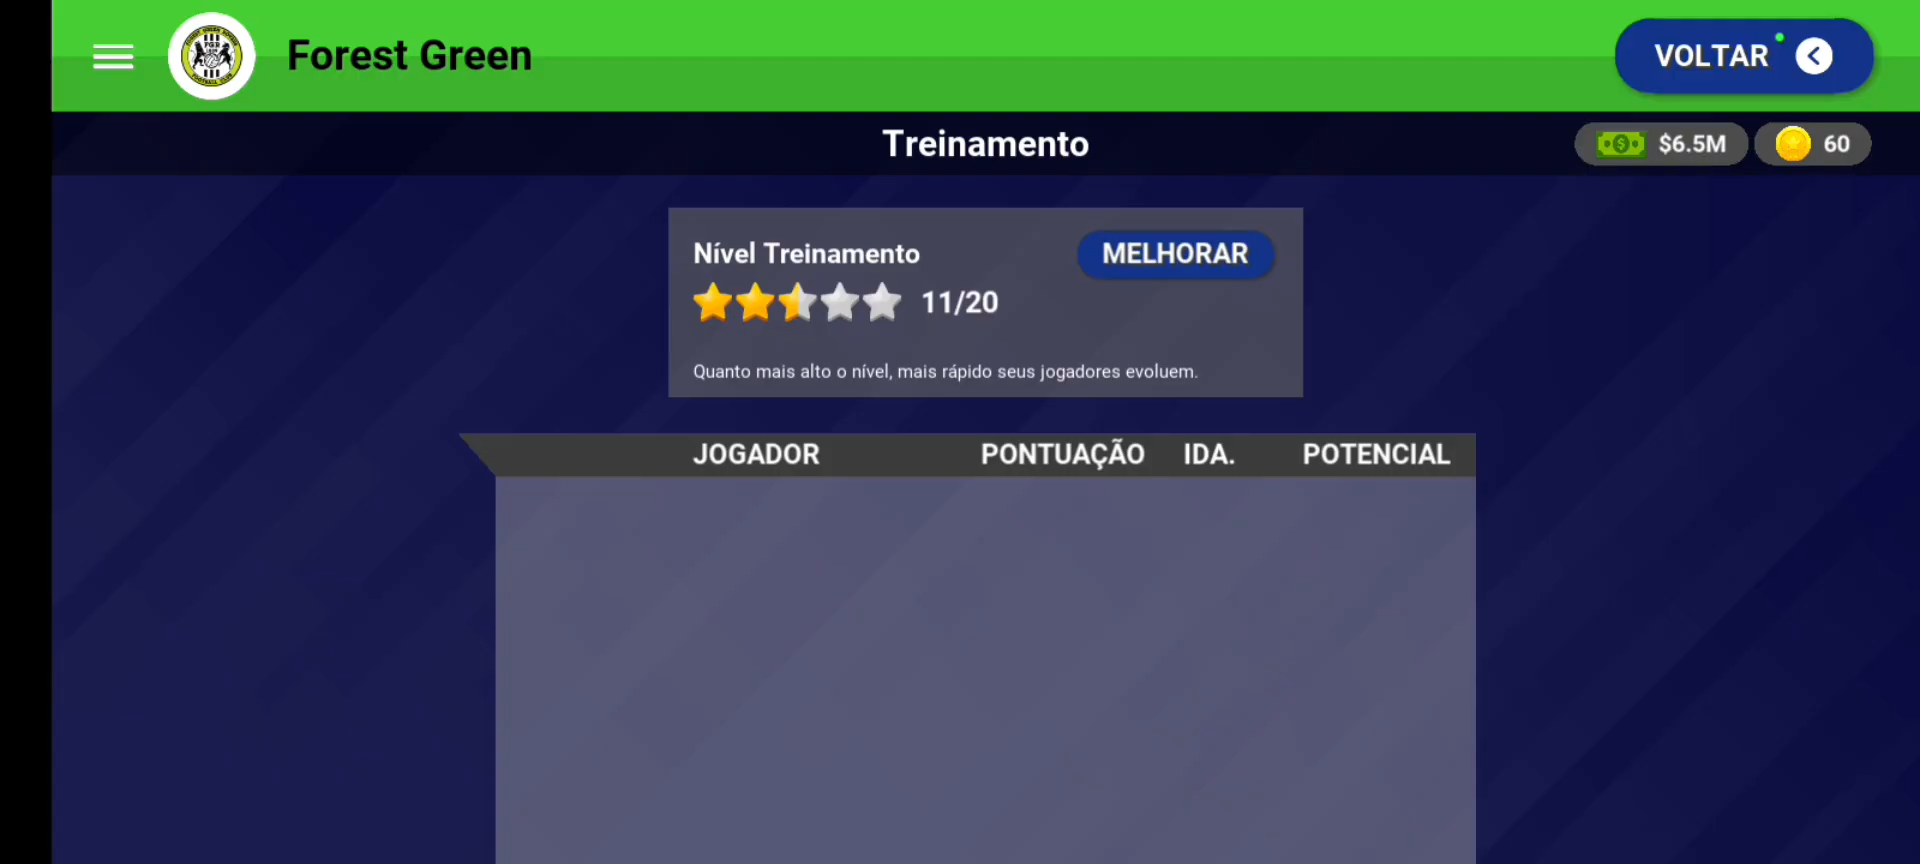 Forest Green
VOLTAR
Treinamento
$6.5M
60
Nível Treinamento
MELHORAR
11/20
Quanto mais alto o nível, mais rápido seus jogadores evoluem.
JOGADOR PONTUAÇÃO IDA. POTENCIAL